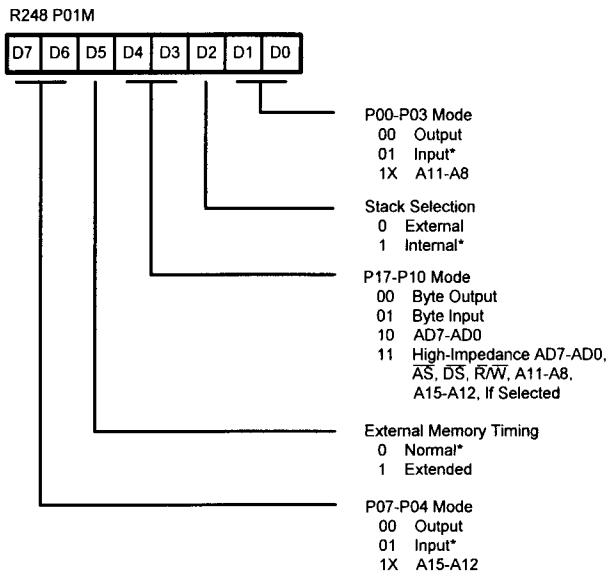 R248 P01M
D7 D6 D5 D4 D3 D2 D1 D0
P00-P03 Mode
00 Output
01 Input*
1X A11-A8
Stack Selection
0 External
1 Internal*
P17-P10 Mode
00 Byte Output
01 Byte Input
10 AD7-AD0
11 High-Impedance AD7-AD0,
A̅S̅, D̅S̅, R̅/W̅, A11-A8,
A15-A12, If Selected
External Memory Timing
0 Normal*
1 Extended
P07-P04 Mode
00 Output
01 Input*
1X A15-A12